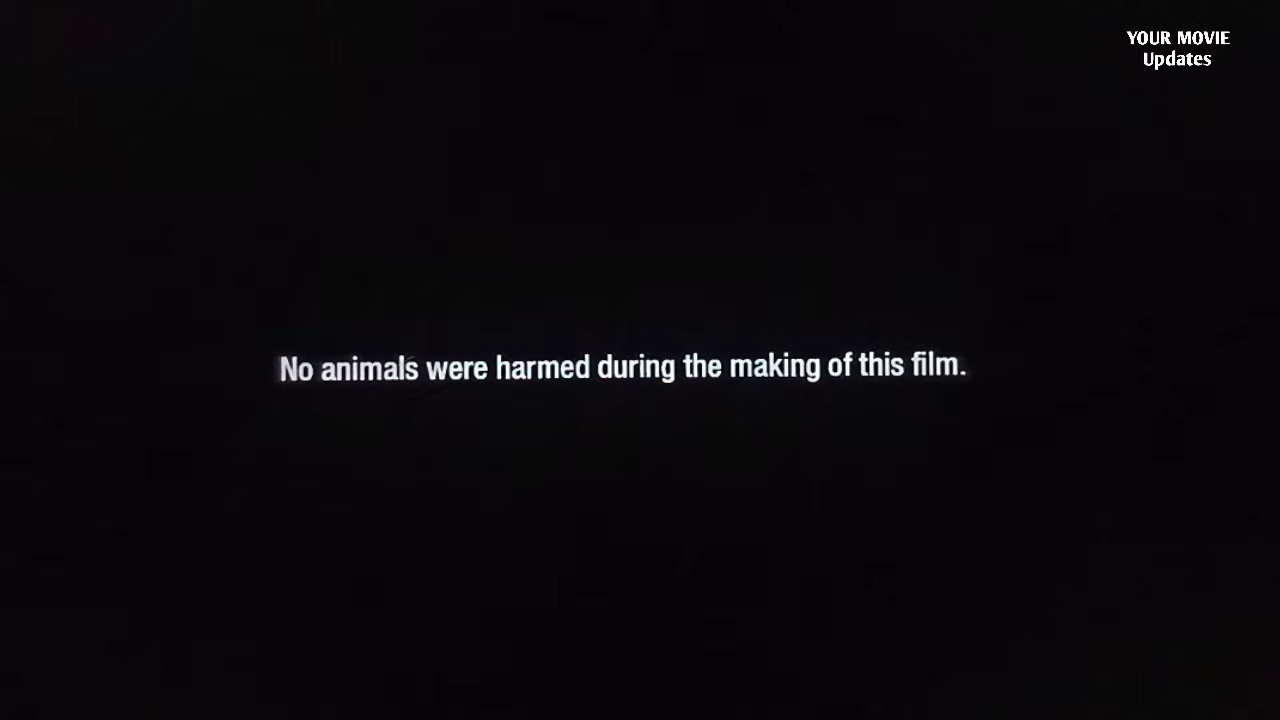 YOUR MOVIE
Updates
No animals were harmed during the making of this film.